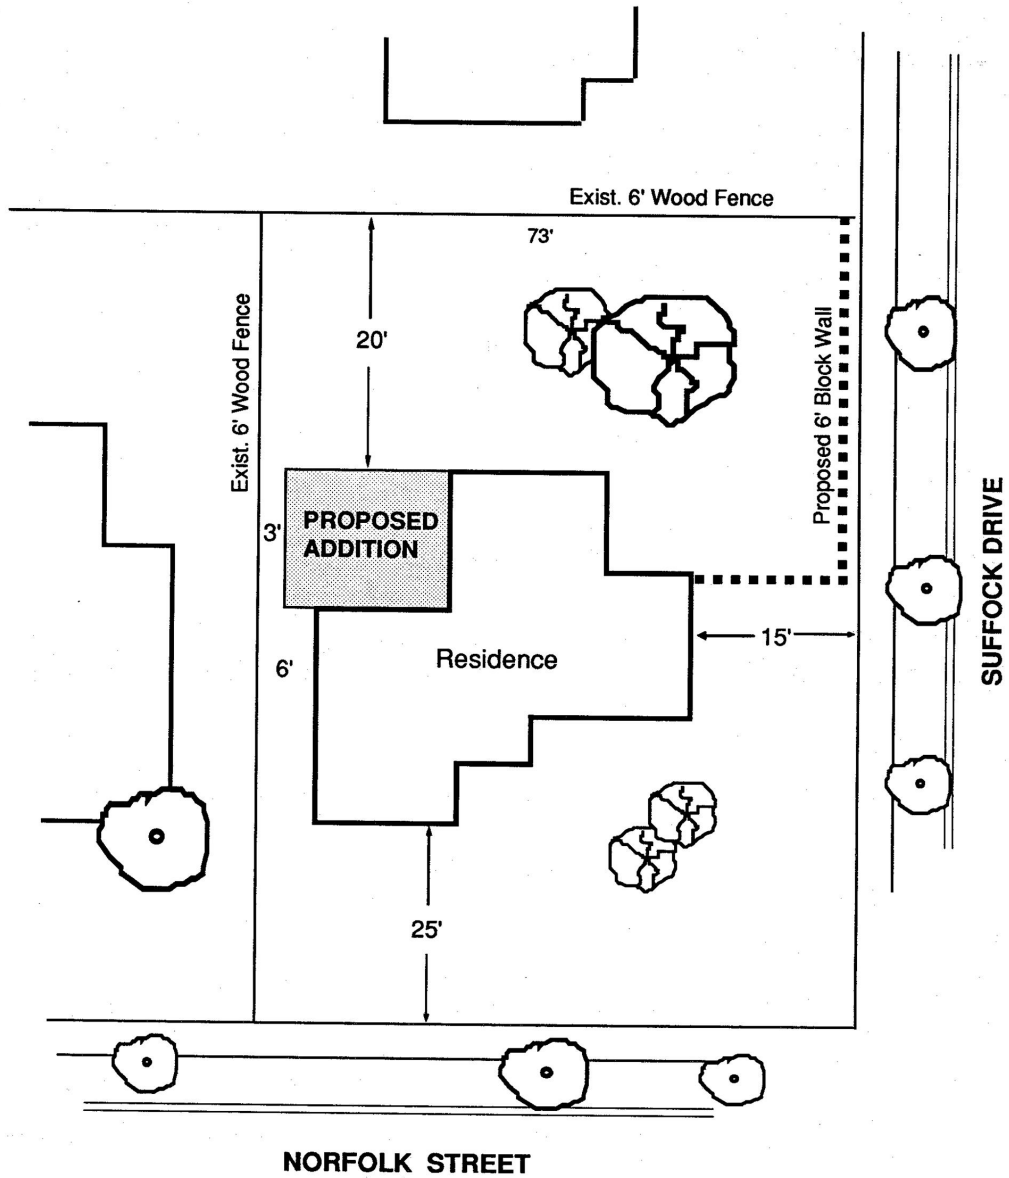 Exist. 6' Wood Fence
73'
20'
Exist. 6' Wood Fence
Proposed 6' Block Wall
3'
PROPOSED
ADDITION
SUFFOCK DRIVE
15'
6'
Residence
25'
NORFOLK STREET